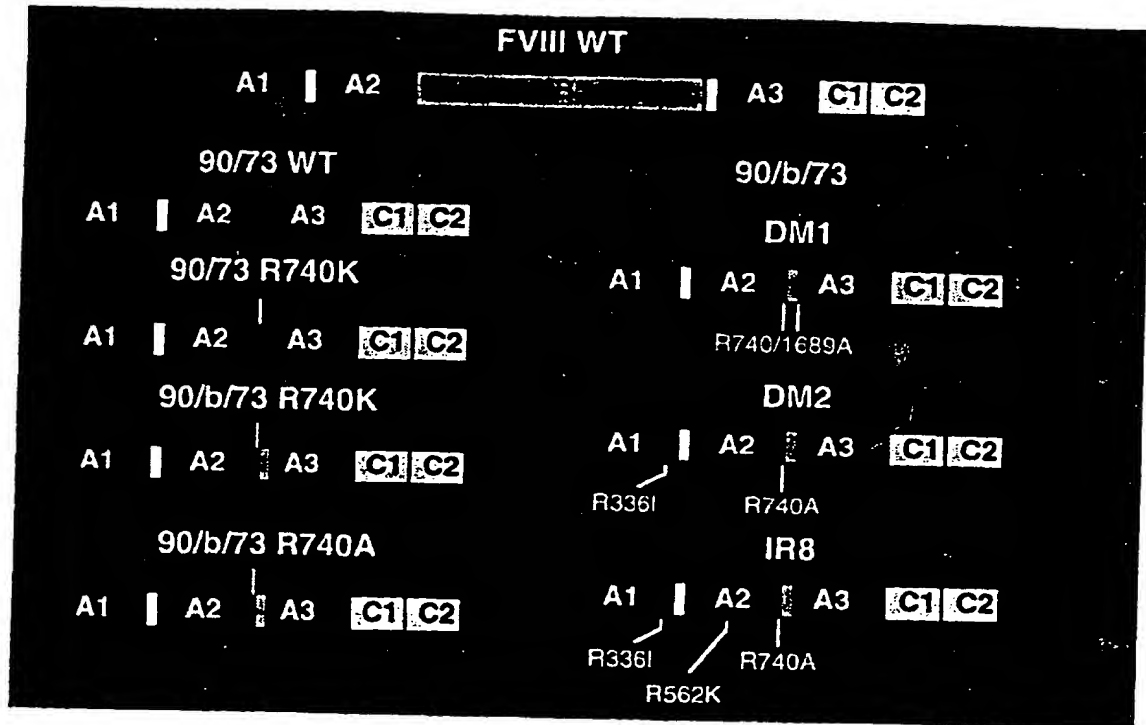 FVIII WT
A1 A2 B A3 C1 C2
90/73 WT
A1 A2 A3 C1 C2
90/73 R740K
A1 A2 A3 C1 C2
90/b/73 R740K
A1 A2 A3 C1 C2
90/b/73 R740A
A1 A2 A3 C1 C2
90/b/73
DM1
A1 A2 A3 C1 C2
R740/1689A
DM2
A1 A2 A3 C1 C2
R336I R740A
IR8
A1 A2 A3 C1 C2
R336I R740A
R562K